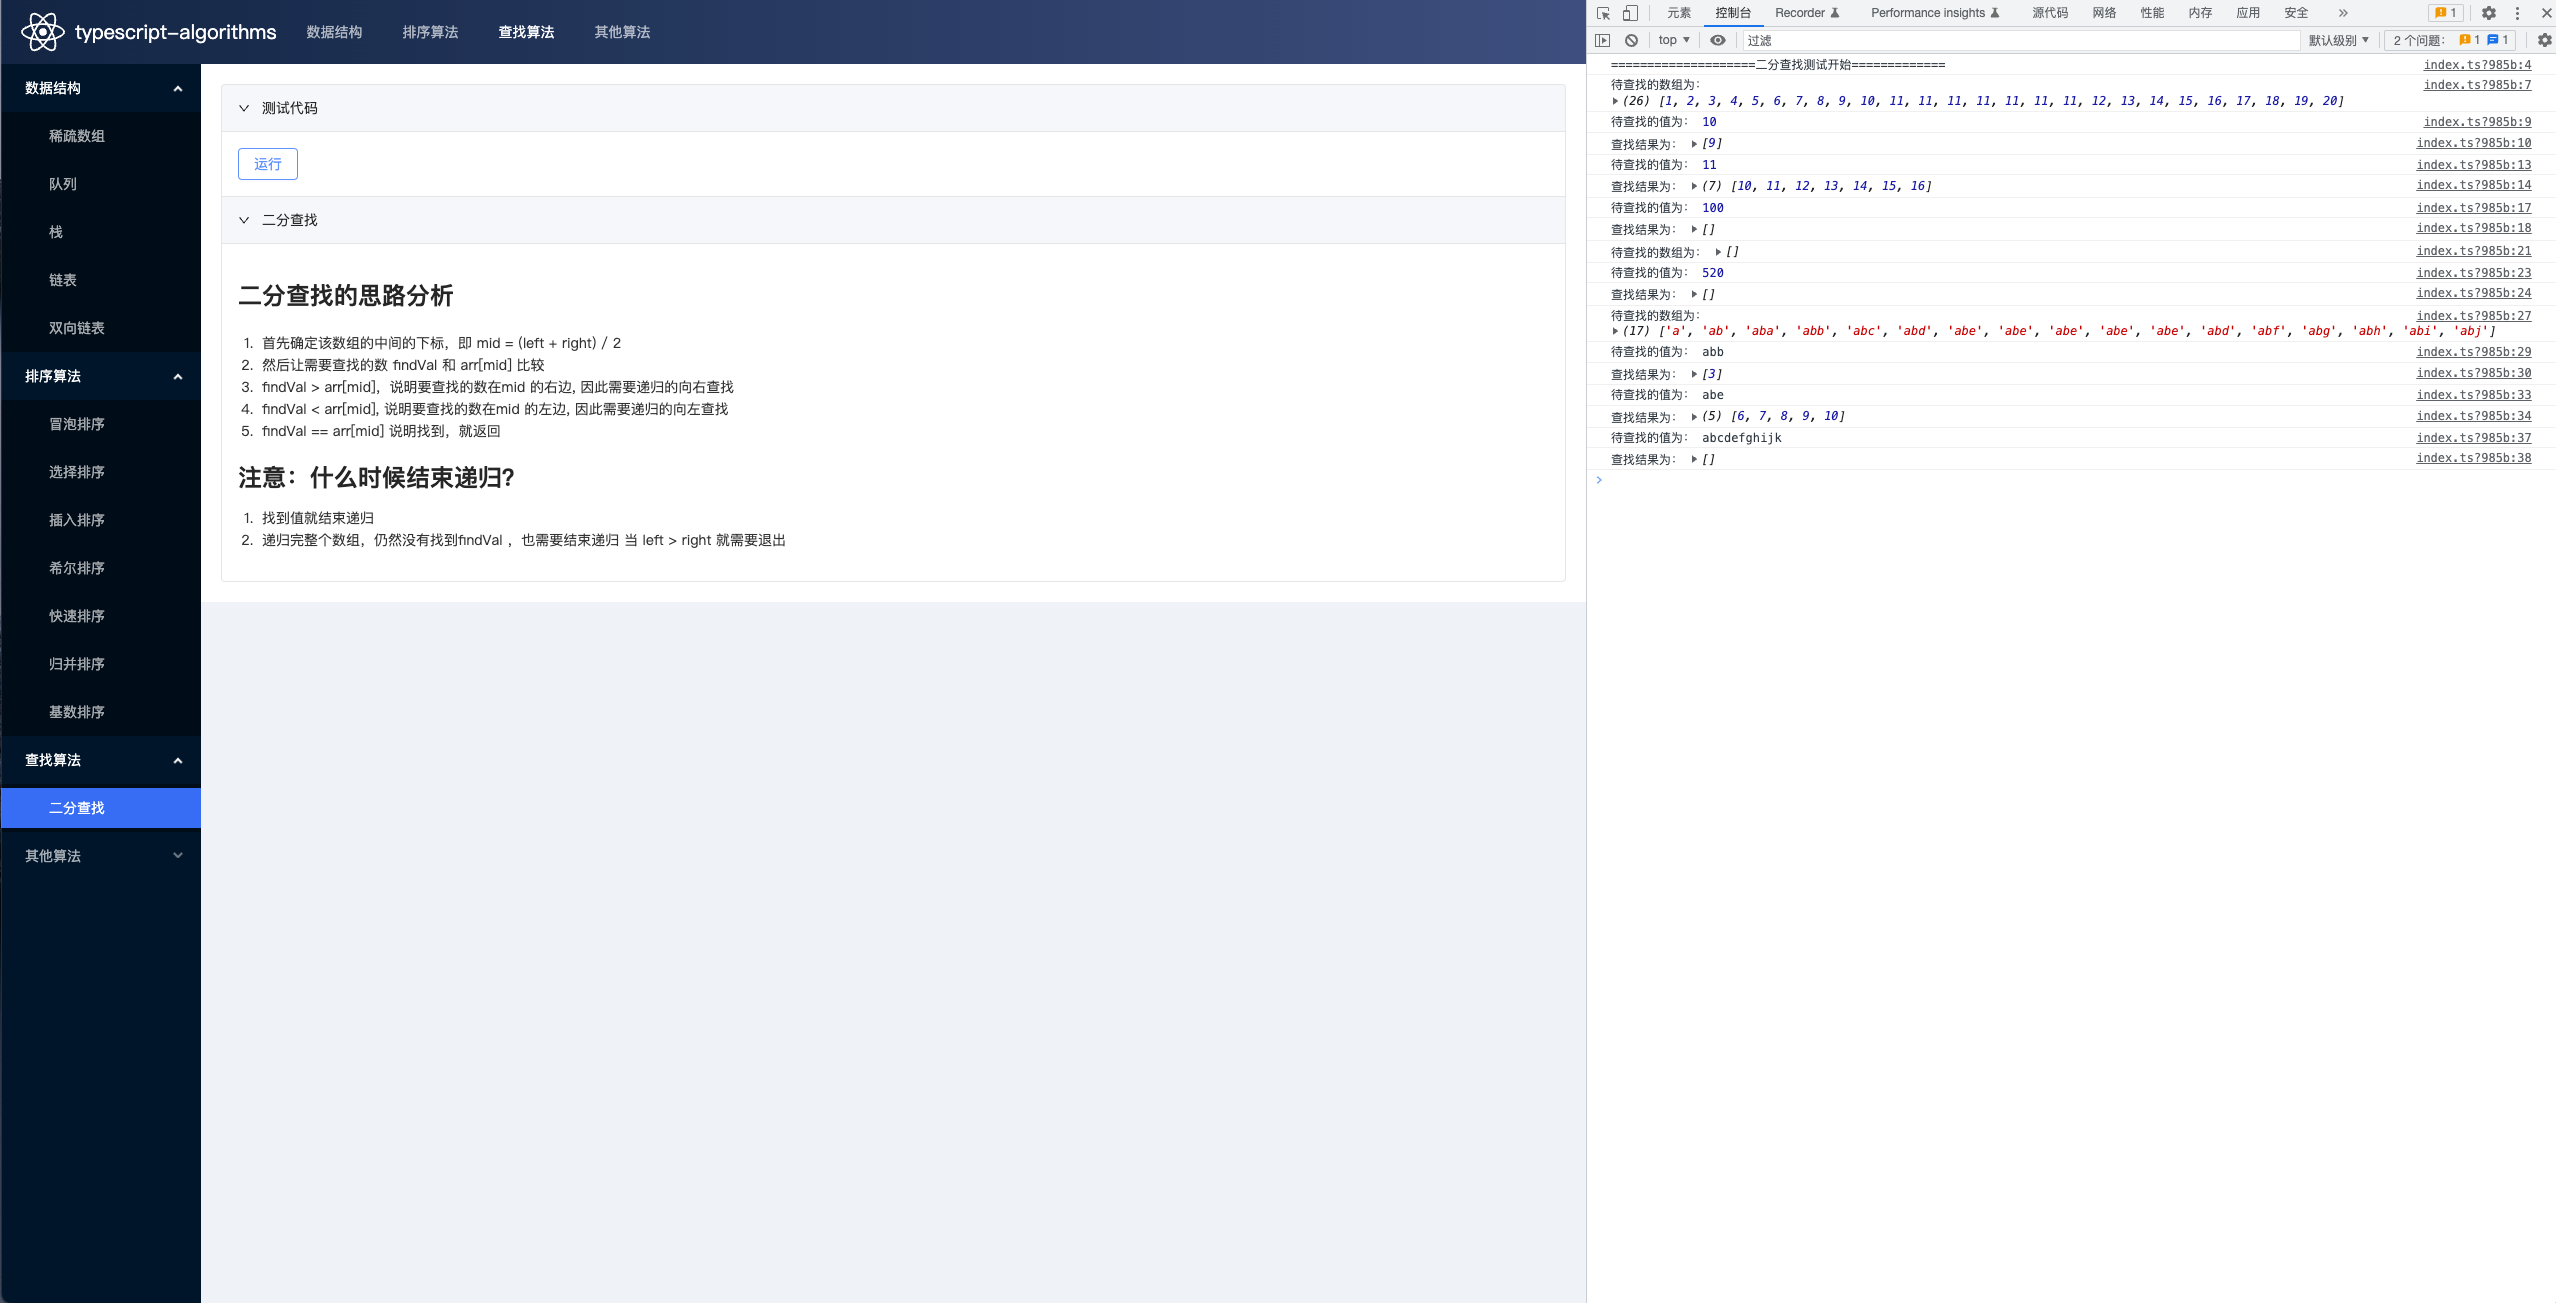 typescript-algorithms 数据结构 排序算法 查找算法 其他算法
数据结构
稀疏数组
队列
栈
链表
双向链表
排序算法
冒泡排序
选择排序
插入排序
希尔排序
快速排序
归并排序
基数排序
查找算法
二分查找
其他算法
测试代码
运行
二分查找
二分查找的思路分析
1. 首先确定该数组的中间的下标，即 mid = (left + right) / 2
2. 然后让需要查找的数 findVal 和 arr[mid] 比较
3. findVal > arr[mid]，说明要查找的数在mid 的右边, 因此需要递归的向右查找
4. findVal < arr[mid], 说明要查找的数在mid 的左边, 因此需要递归的向左查找
5. findVal == arr[mid] 说明找到，就返回
注意：什么时候结束递归?
1. 找到值就结束递归
2. 递归完整个数组，仍然没有找到findVal ，也需要结束递归 当 left > right 就需要退出
元素 控制台 Recorder Performance insights 源代码 网络 性能 内存 应用 安全 » 1
top 过滤 默认级别 2 个问题: 1 1
====================二分查找测试开始============= index.ts?985b:4
待查找的数组为: index.ts?985b:7
(26) [1, 2, 3, 4, 5, 6, 7, 8, 9, 10, 11, 11, 11, 11, 11, 11, 11, 12, 13, 14, 15, 16, 17, 18, 19, 20]
待查找的值为: 10 index.ts?985b:9
查找结果为: [9] index.ts?985b:10
待查找的值为: 11 index.ts?985b:13
查找结果为: (7) [10, 11, 12, 13, 14, 15, 16] index.ts?985b:14
待查找的值为: 100 index.ts?985b:17
查找结果为: [] index.ts?985b:18
待查找的数组为: [] index.ts?985b:21
待查找的值为: 520 index.ts?985b:23
查找结果为: [] index.ts?985b:24
待查找的数组为: index.ts?985b:27
(17) ['a', 'ab', 'aba', 'abb', 'abc', 'abd', 'abe', 'abe', 'abe', 'abe', 'abe', 'abd', 'abf', 'abg', 'abh', 'abi', 'abj']
待查找的值为: abb index.ts?985b:29
查找结果为: [3] index.ts?985b:30
待查找的值为: abe index.ts?985b:33
查找结果为: (5) [6, 7, 8, 9, 10] index.ts?985b:34
待查找的值为: abcdefghijk index.ts?985b:37
查找结果为: [] index.ts?985b:38